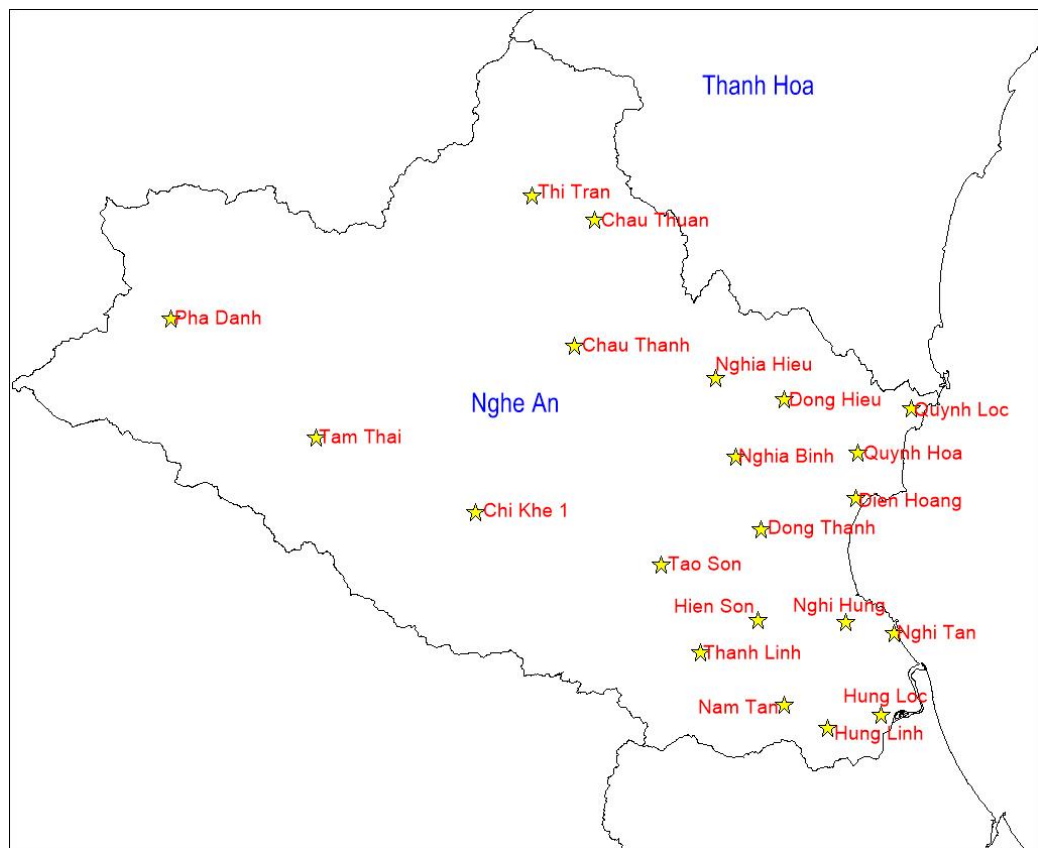 Thanh Hoa
Thi Tran
Chau Thuan
Pha Danh
Chau Thanh
Nghia Hieu
Nghe An
Dong Hieu
Quynh Loc
Tam Thai
Nghia Binh
Quynh Hoa
Chi Khe 1
Dien Hoang
Dong Thanh
Tao Son
Hien Son
Nghi Hung
Nghi Tan
Thanh Linh
Hung Loc
Nam Tan
Hung Linh